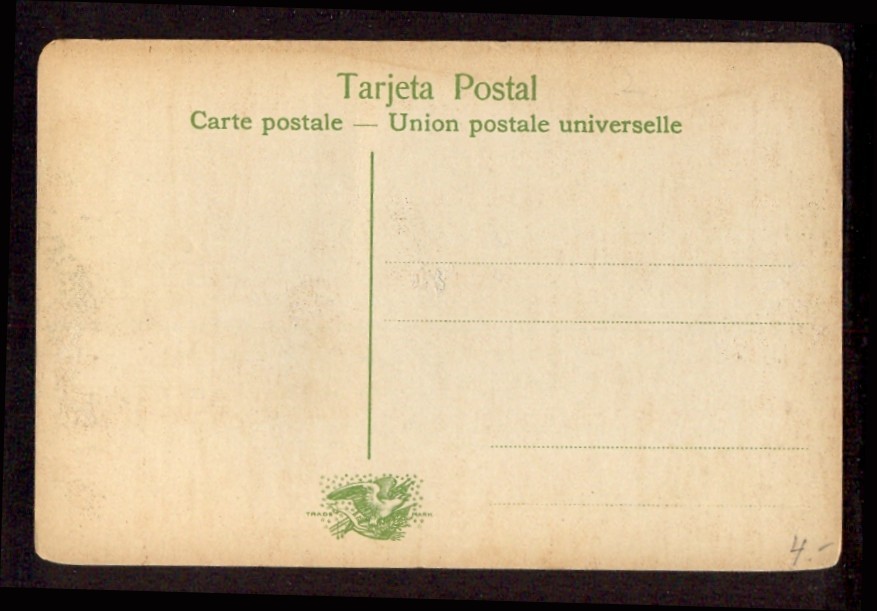 Tarjeta Postal
Carte postale — Union postale universelle
TRADE MARK
4.-